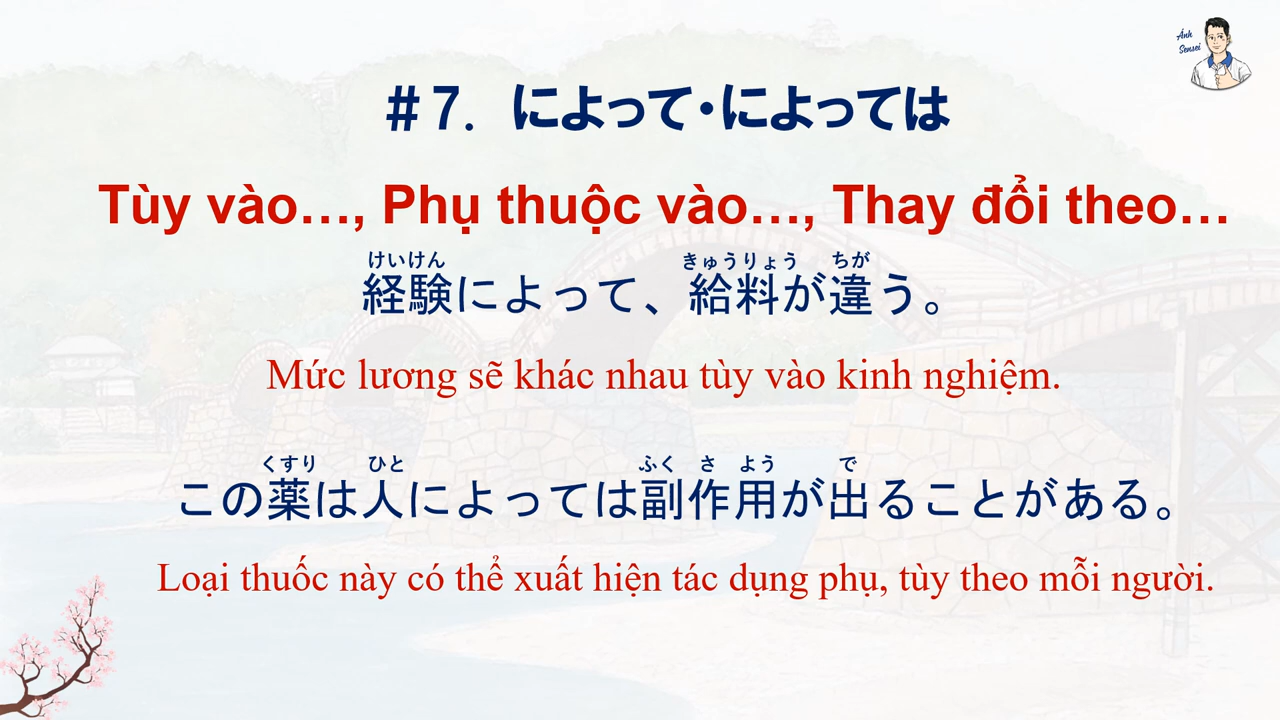 Ánh
Sensei
#7. によって・によっては
Tùy vào…, Phụ thuộc vào…, Thay đổi theo…
けいけん きゅうりょう ちが
経験によって、給料が違う。
Mức lương sẽ khác nhau tùy vào kinh nghiệm.
くすり ひと ふく さ よう で
この薬は人によっては副作用が出ることがある。
Loại thuốc này có thể xuất hiện tác dụng phụ, tùy theo mỗi người.